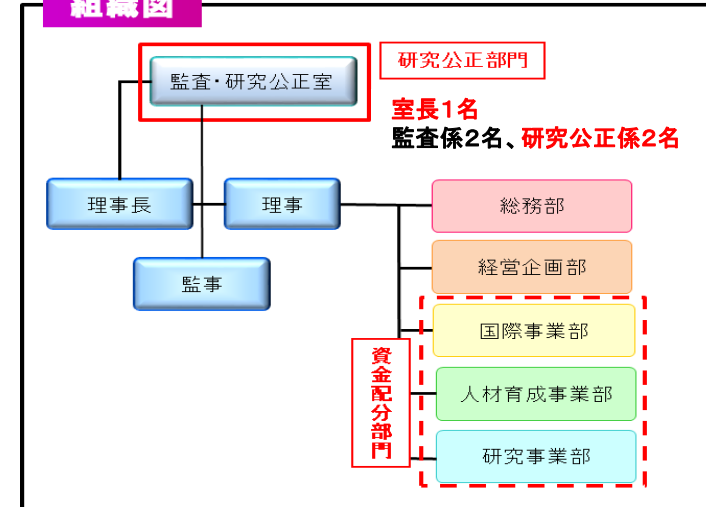 組織図
監査・研究公正室
研究公正部門
室長1名
監査係2名、研究公正係2名
理事長
理事
監事
総務部
経営企画部
国際事業部
人材育成事業部
研究事業部
資金配分部門